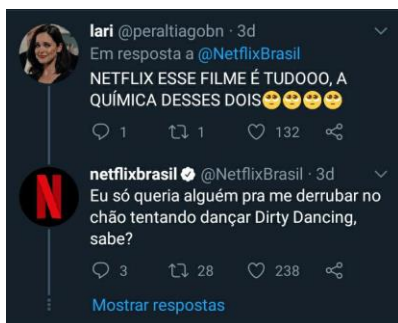 lari @peraltiagobn · 3d
Em resposta a @NetflixBrasil
NETFLIX ESSE FILME É TUDOOO, A
QUÍMICA DESSES DOIS🥺🥺🥺🥺
1 1 132
netflixbrasil @NetflixBrasil · 3d
Eu só queria alguém pra me derrubar no
chão tentando dançar Dirty Dancing,
sabe?
3 28 238
Mostrar respostas